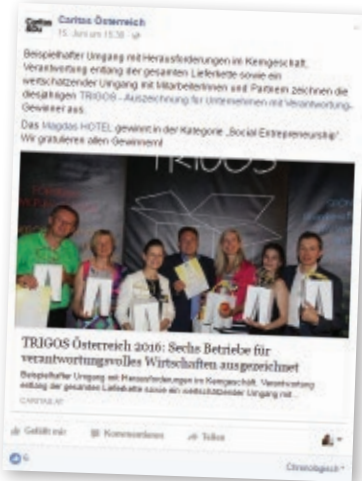 Caritas Österreich
15. Juni um 15:38
Beispielhafter Umgang mit Herausforderungen im Kerngeschäft,
Verantwortung entlang der gesamten Lieferkette sowie ein
wertschätzender Umgang mit MitarbeiterInnen und Partnern zeichnen die
diesjährigen TRIGOS - Auszeichnung für Unternehmen mit Verantwortung-
Gewinner aus.
Das Magdas HOTEL gewinnt in der Kategorie „Social Entrepreneurship“.
Wir gratulieren allen GewinnerInnen!
TRIGOS
TRIGOS Österreich 2016: Sechs Betriebe für
verantwortungsvolles Wirtschaften ausgezeichnet
Beispielhafter Umgang mit Herausforderungen im Kerngeschäft, Verantwortung
entlang der gesamten Lieferkette sowie ein wertschätzender Umgang mit...
CARITAS.AT
Gefällt mir Kommentieren Teilen
6
Chronologisch